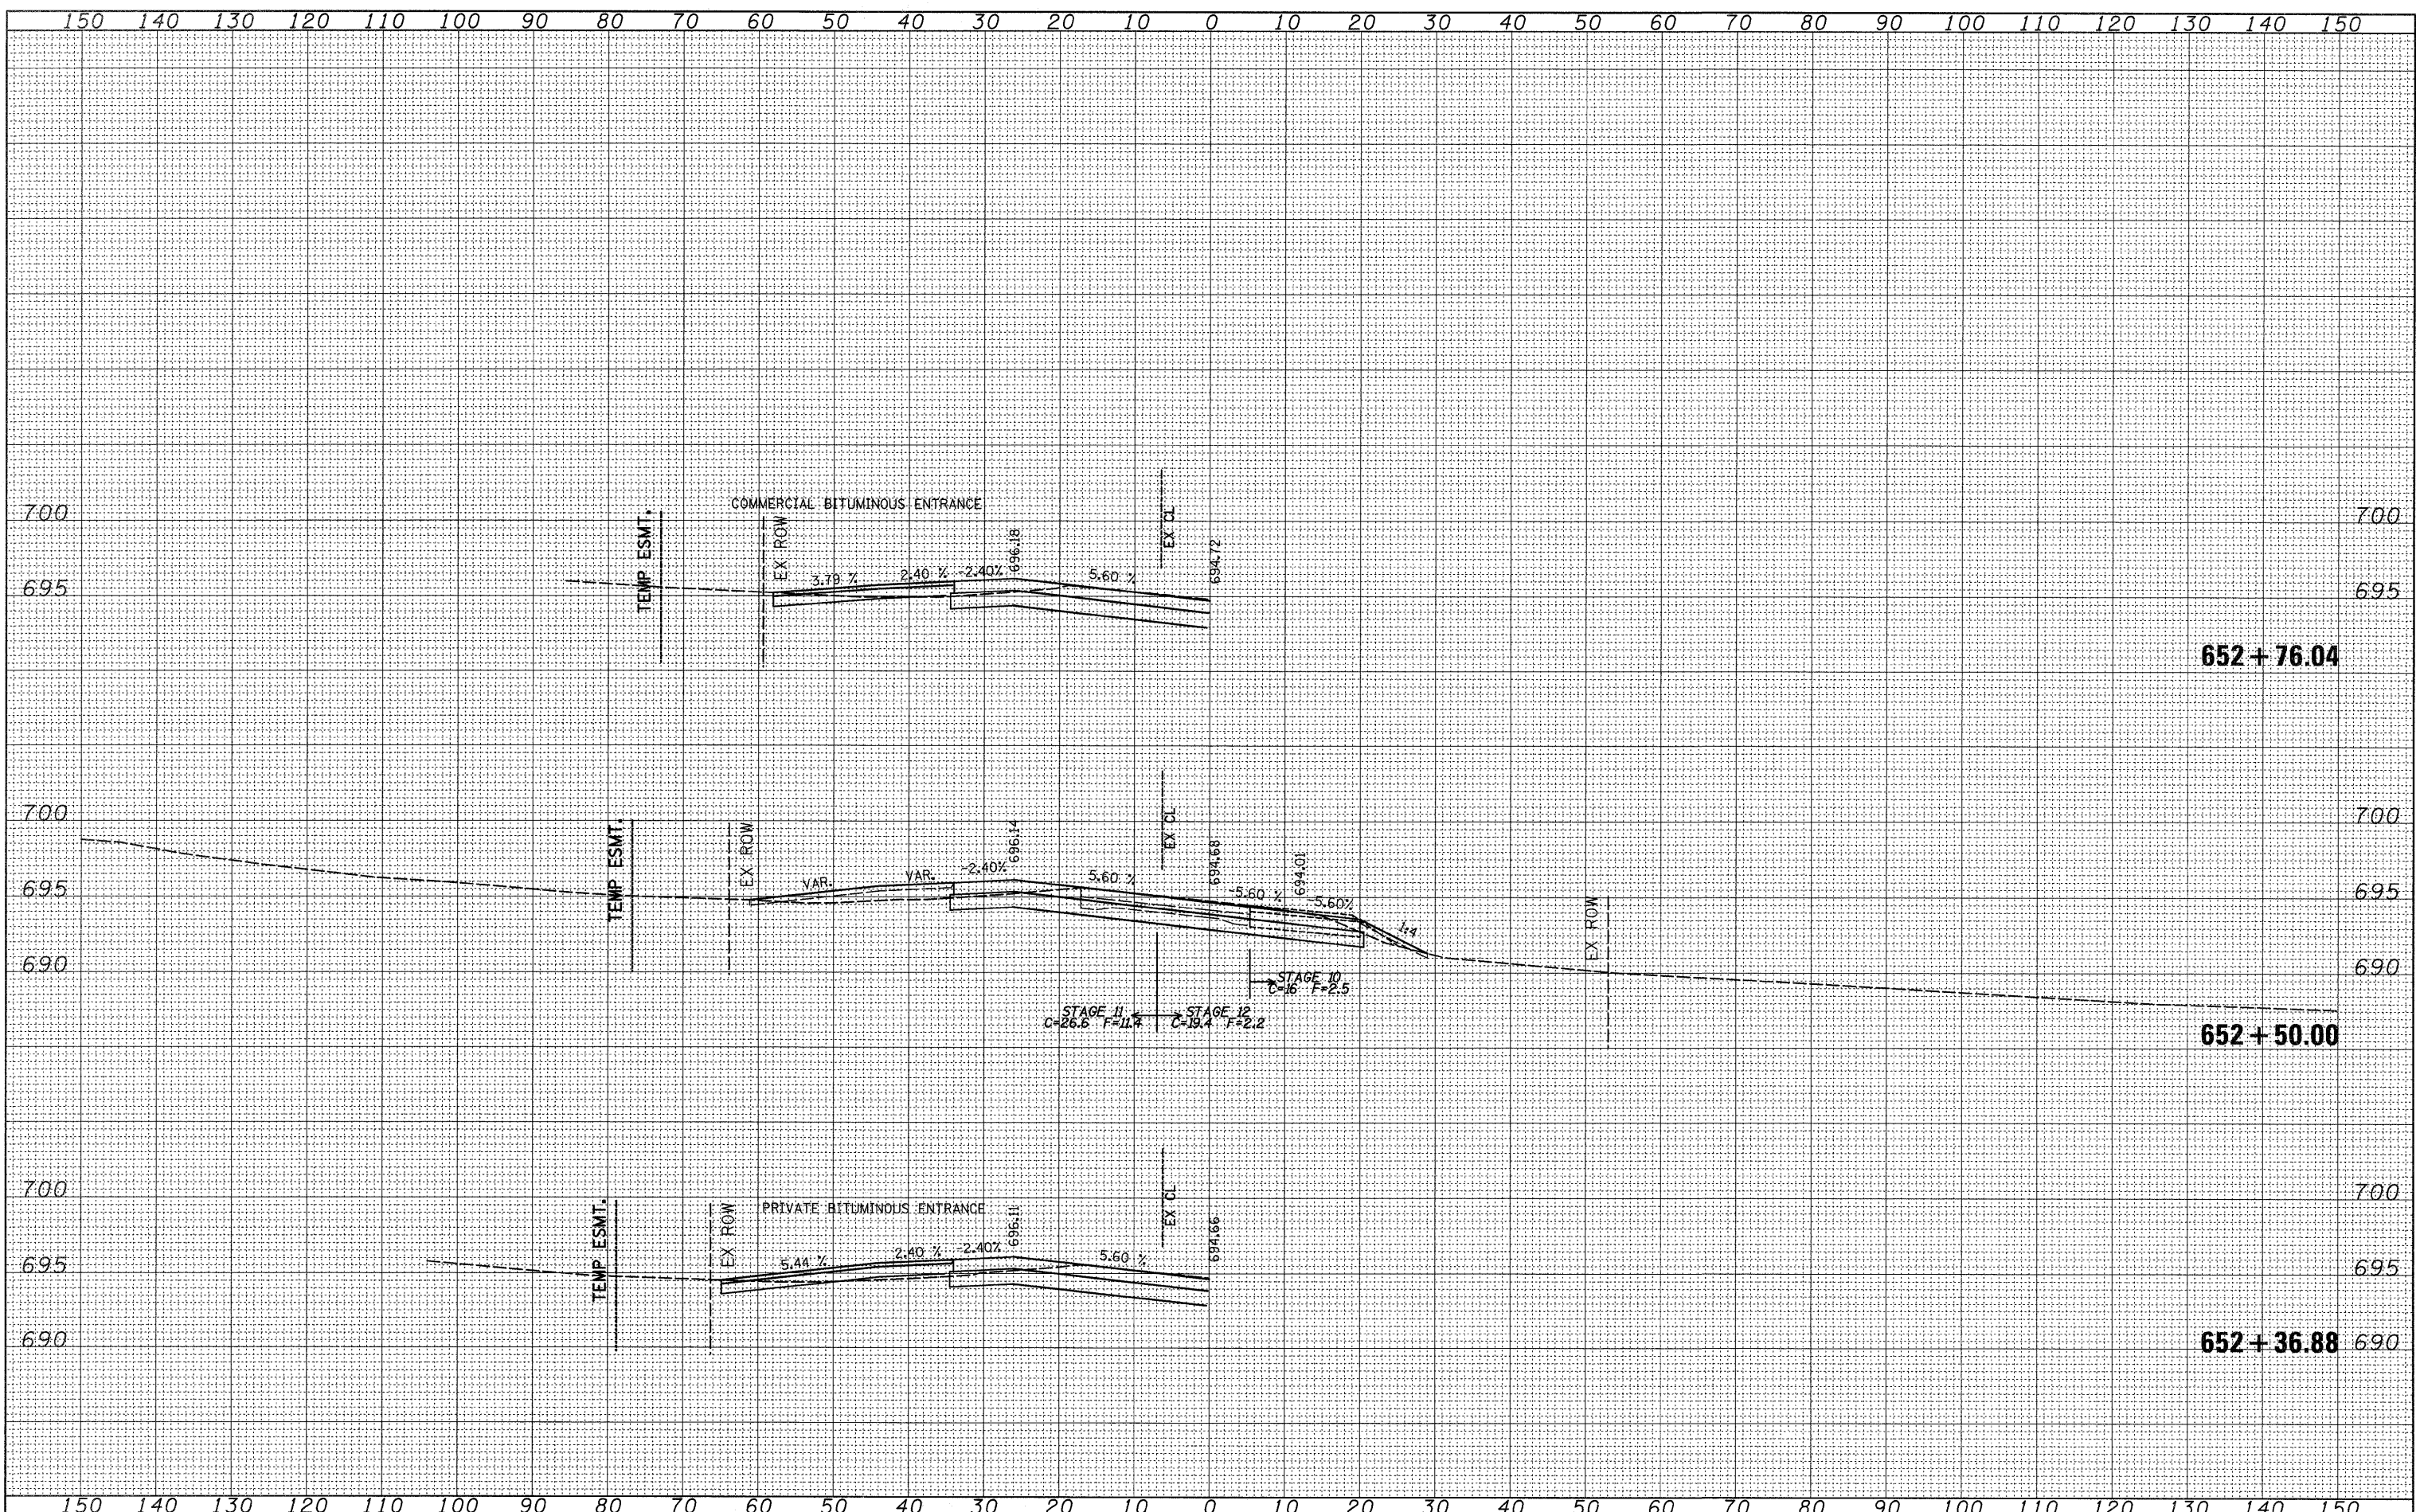 150 140 130 120 110 100 90 80 70 60 50 40 30 20 10 0 10 20 30 40 50 60 70 80 90 100 110 120 130 140 150
COMMERCIAL BITUMINOUS ENTRANCE
700 TEMP ESMT. EX ROW 696.18 EX CL 694.72 700
695 3.79 % 2.40 % -2.40% 5.60 % 695
652+76.04
700 TEMP ESMT. EX ROW 696.14 EX CL 694.68 694.01 700
695 VAR. VAR. -2.40% 5.60 % -5.60 % -5.60% 1:4 EX ROW 695
690 690
STAGE 10
C=16 F=2.5
STAGE 11 STAGE 12
C=26.6 F=11.4 C=19.4 F=2.2
652+50.00
700 TEMP ESMT. EX ROW PRIVATE BITUMINOUS ENTRANCE 696.11 EX CL 694.66 700
695 5.44 % 2.40 % -2.40% 5.60 % 695
690 652+36.88 690
150 140 130 120 110 100 90 80 70 60 50 40 30 20 10 0 10 20 30 40 50 60 70 80 90 100 110 120 130 140 150